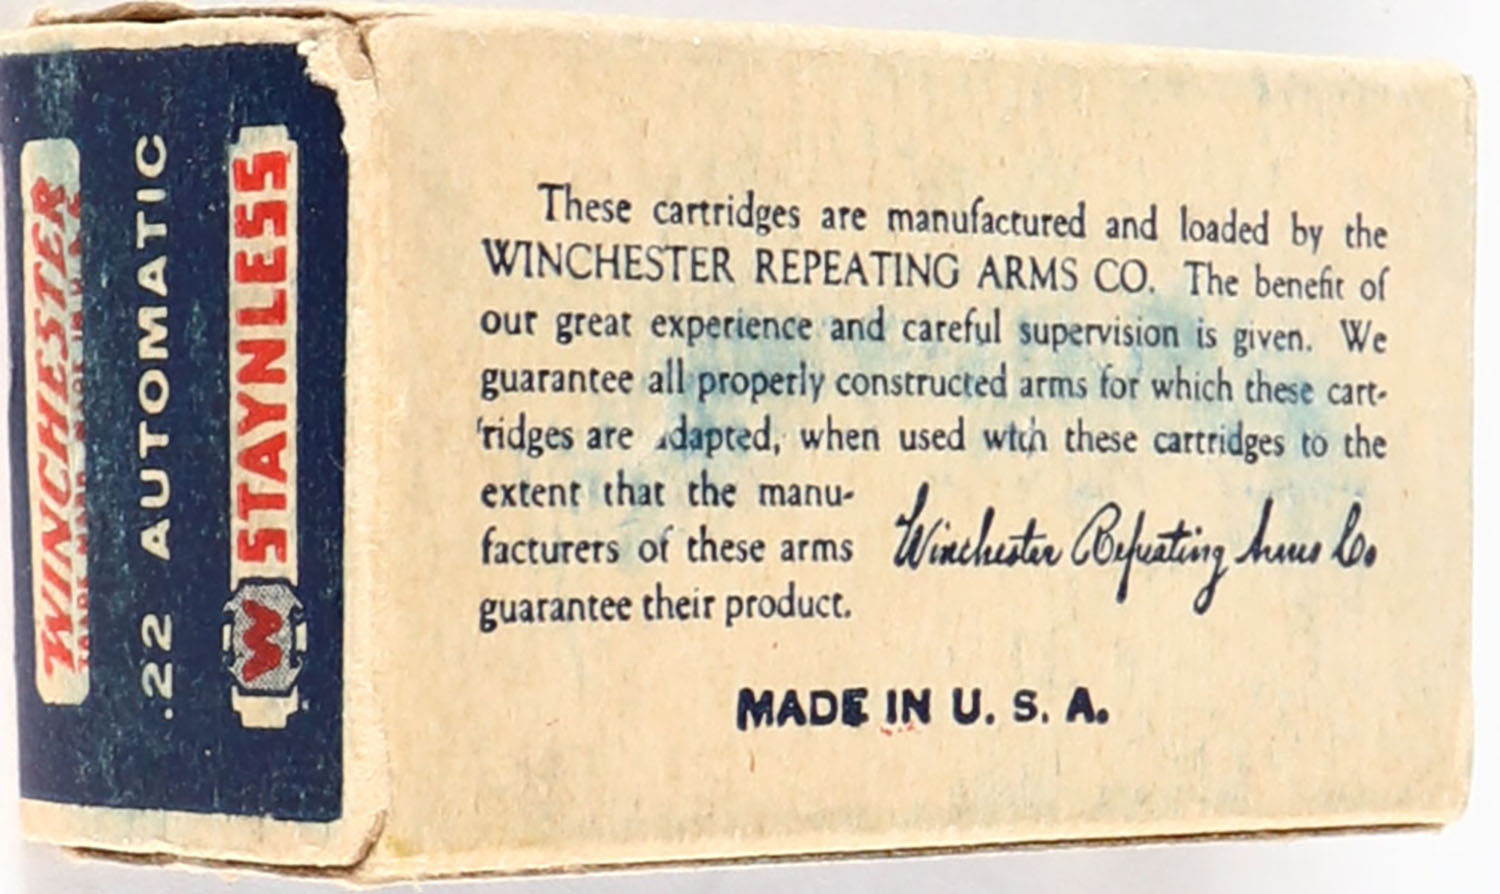 WINCHESTER
TRADE MARK MADE IN U.S.A.
.22 AUTOMATIC
W STAYNLESS
These cartridges are manufactured and loaded by the
WINCHESTER REPEATING ARMS CO. The benefit of
our great experience and careful supervision is given. We
guarantee all properly constructed arms for which these cart-
ridges are adapted, when used with these cartridges to the
extent that the manu-
facturers of these arms
guarantee their product.
Winchester Repeating Arms Co.
MADE IN U. S. A.